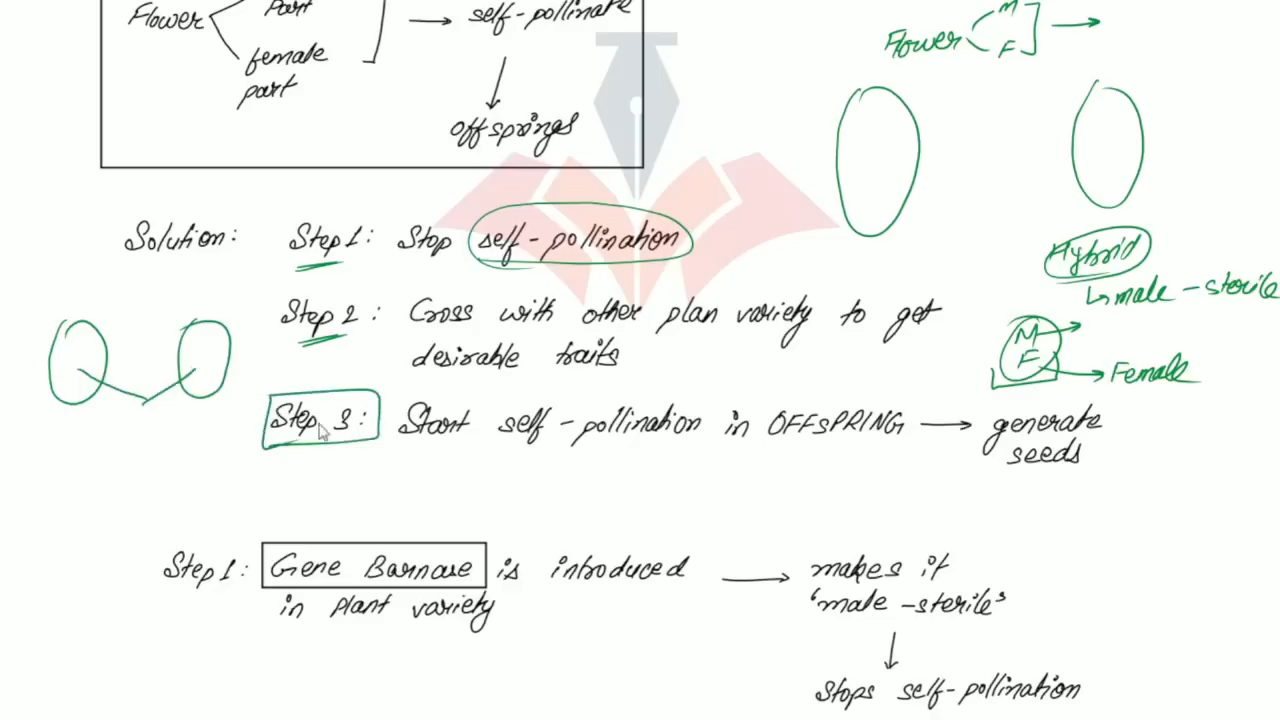 Part
Flower
female
part
self-pollinate
offsprings
Flower M
F
Solution: Step 1: Stop self-pollination
Hybrid
male-sterile
Step 2: Cross with other plan variety to get
desirable traits
M
F
Female
Step 3: Start self-pollination in OFFSPRING → generate
seeds
Step 1: Gene Barnase is introduced → makes it
in plant variety 'male-sterile'
Stops self-pollination